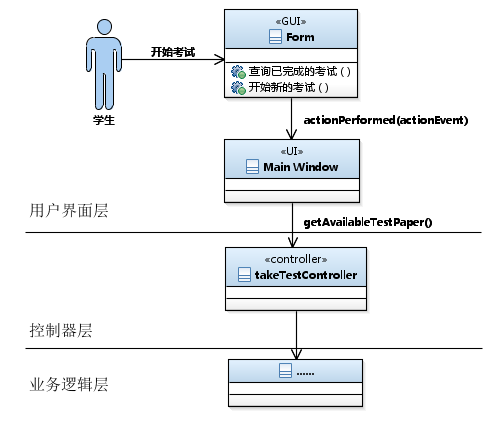 «GUI»
Form
开始考试
查询已完成的考试 ( )
开始新的考试 ( )
学生
actionPerformed(actionEvent)
«UI»
Main Window
用户界面层
getAvailableTestPaper()
«controller»
takeTestController
控制器层
......
业务逻辑层